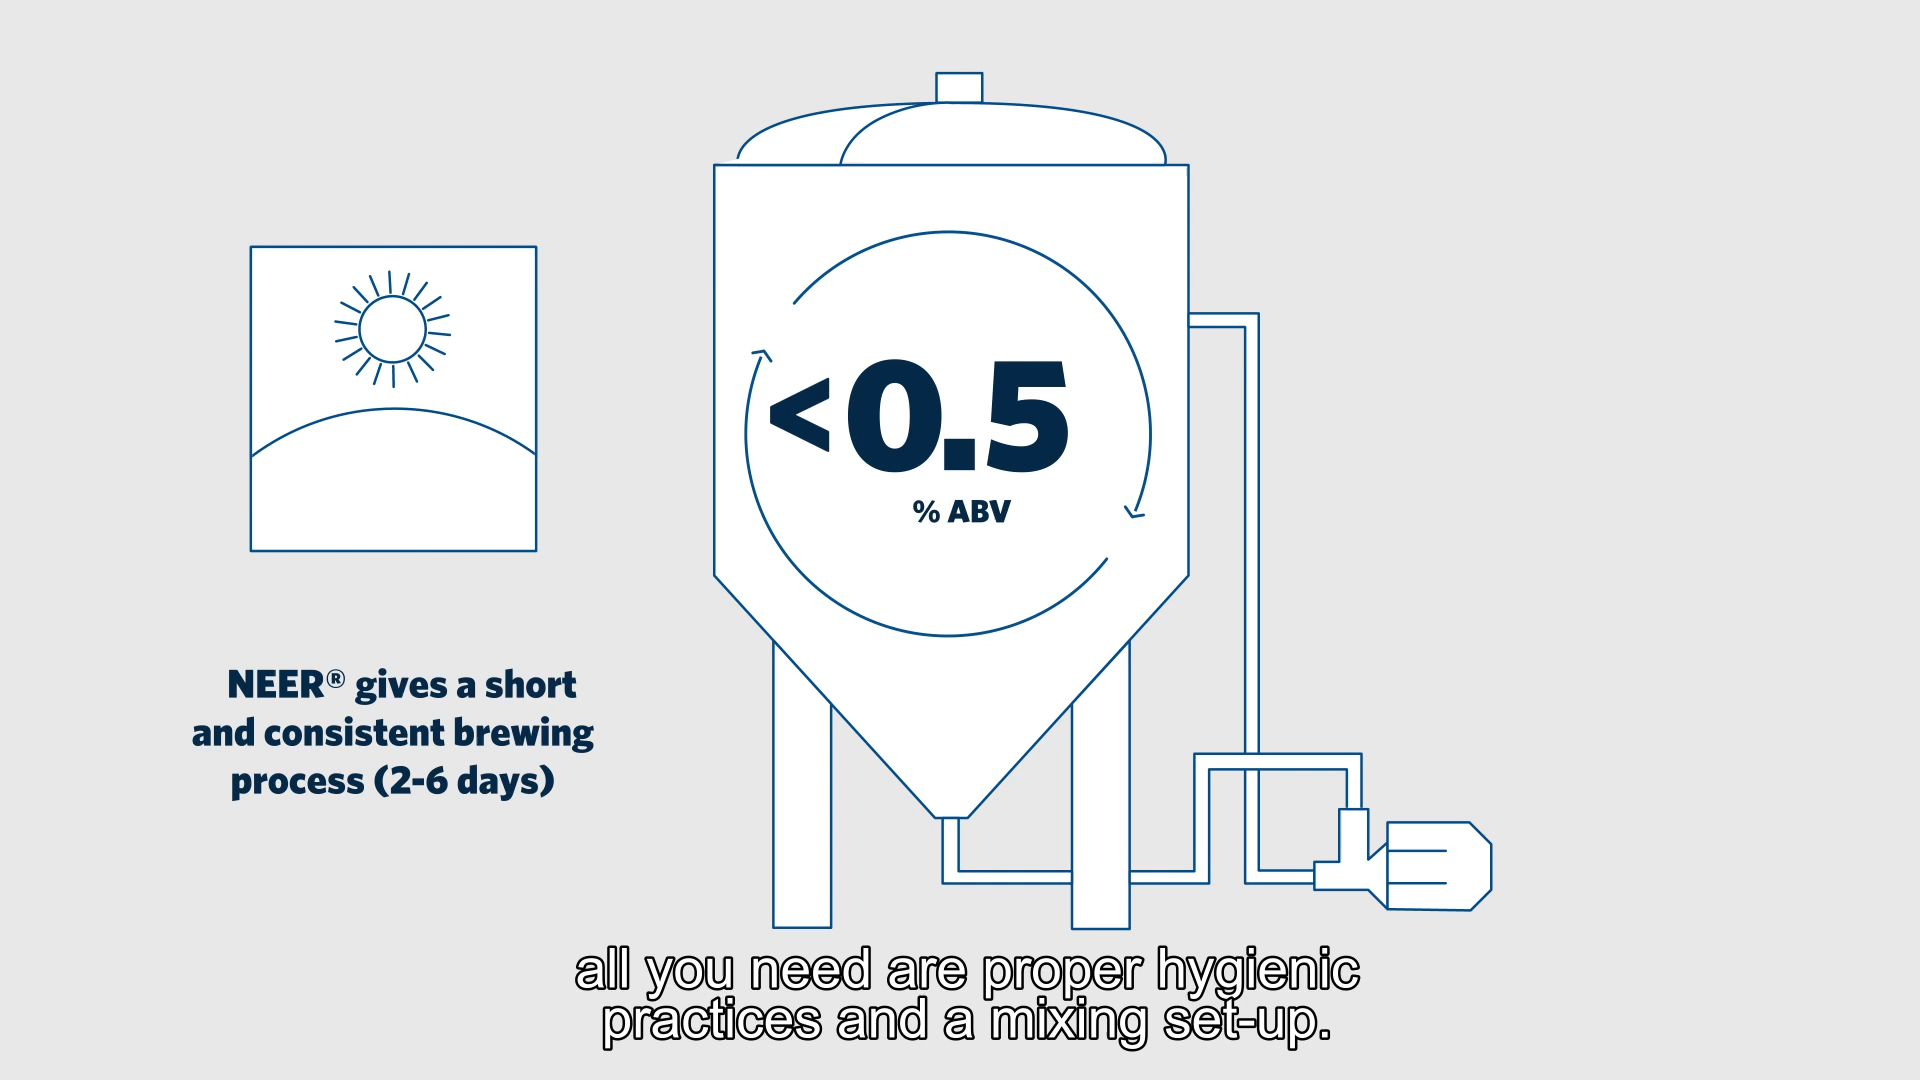 <0.5
% ABV
NEER® gives a short
and consistent brewing
process (2-6 days)
all you need are proper hygienic
practices and a mixing set-up.